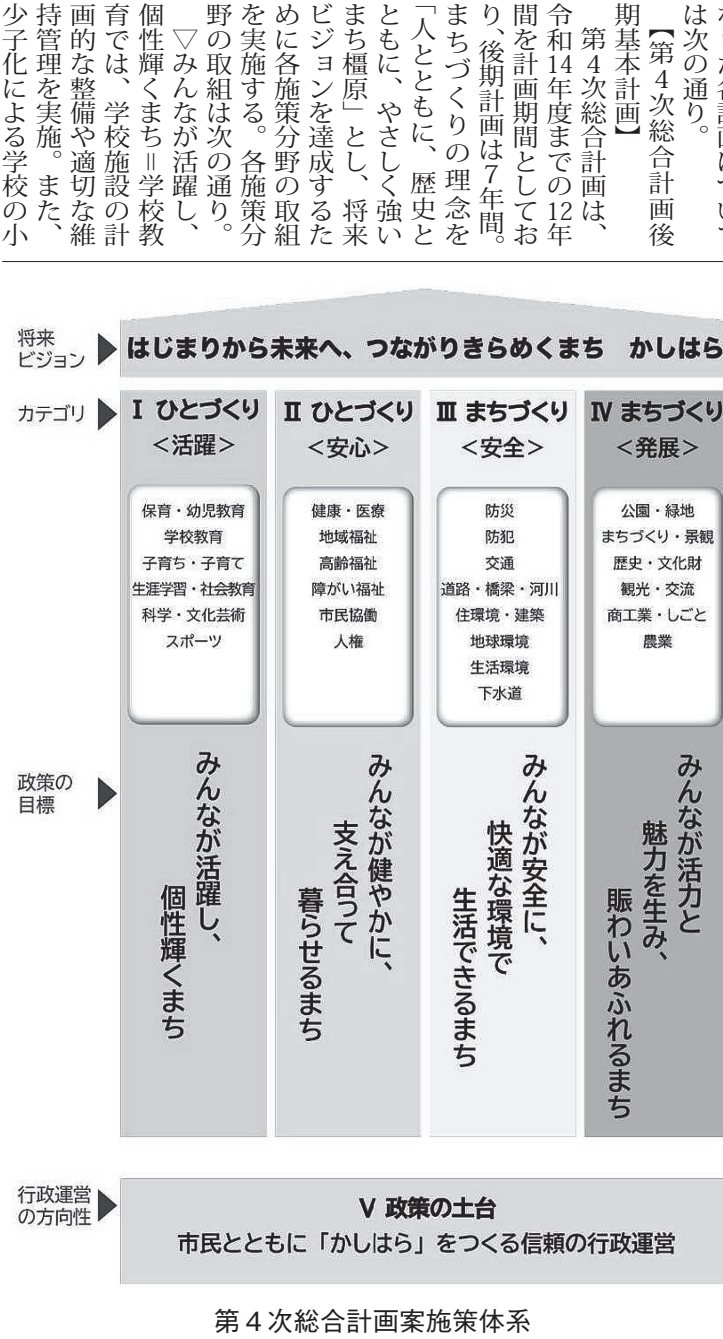 は次の通り。
【第４次総合計画後
期基本計画】
第４次総合計画は、
令和14年度までの12年
間を計画期間としてお
り、後期計画は７年間。
まちづくりの理念を
「人とともに、歴史と
ともに、やさしく強い
まち橿原」とし、将来
ビジョンを達成するた
めに各施策分野の取組
を実施する。各施策分
野の取組は次の通り。
▽みんなが活躍し、
個性輝くまち＝学校教
育では、学校施設の計
画的な整備や適切な維
持管理を実施。また、
少子化による学校の小
将来
ビジョン
はじまりから未来へ、つながりきらめくまち　かしはら
カテゴリ
Ⅰ ひとづくり
＜活躍＞
保育・幼児教育
学校教育
子育ち・子育て
生涯学習・社会教育
科学・文化芸術
スポーツ
Ⅱ ひとづくり
＜安心＞
健康・医療
地域福祉
高齢福祉
障がい福祉
市民協働
人権
Ⅲ まちづくり
＜安全＞
防災
防犯
交通
道路・橋梁・河川
住環境・建築
地球環境
生活環境
下水道
Ⅳ まちづくり
＜発展＞
公園・緑地
まちづくり・景観
歴史・文化財
観光・交流
商工業・しごと
農業
政策の
目標
みんなが活躍し、
個性輝くまち
みんなが健やかに、
支え合って
暮らせるまち
みんなが安全に、
快適な環境で
生活できるまち
みんなが活力と
魅力を生み、
賑わいあふれるまち
行政運営
の方向性
Ⅴ 政策の土台
市民とともに「かしはら」をつくる信頼の行政運営
第４次総合計画案施策体系